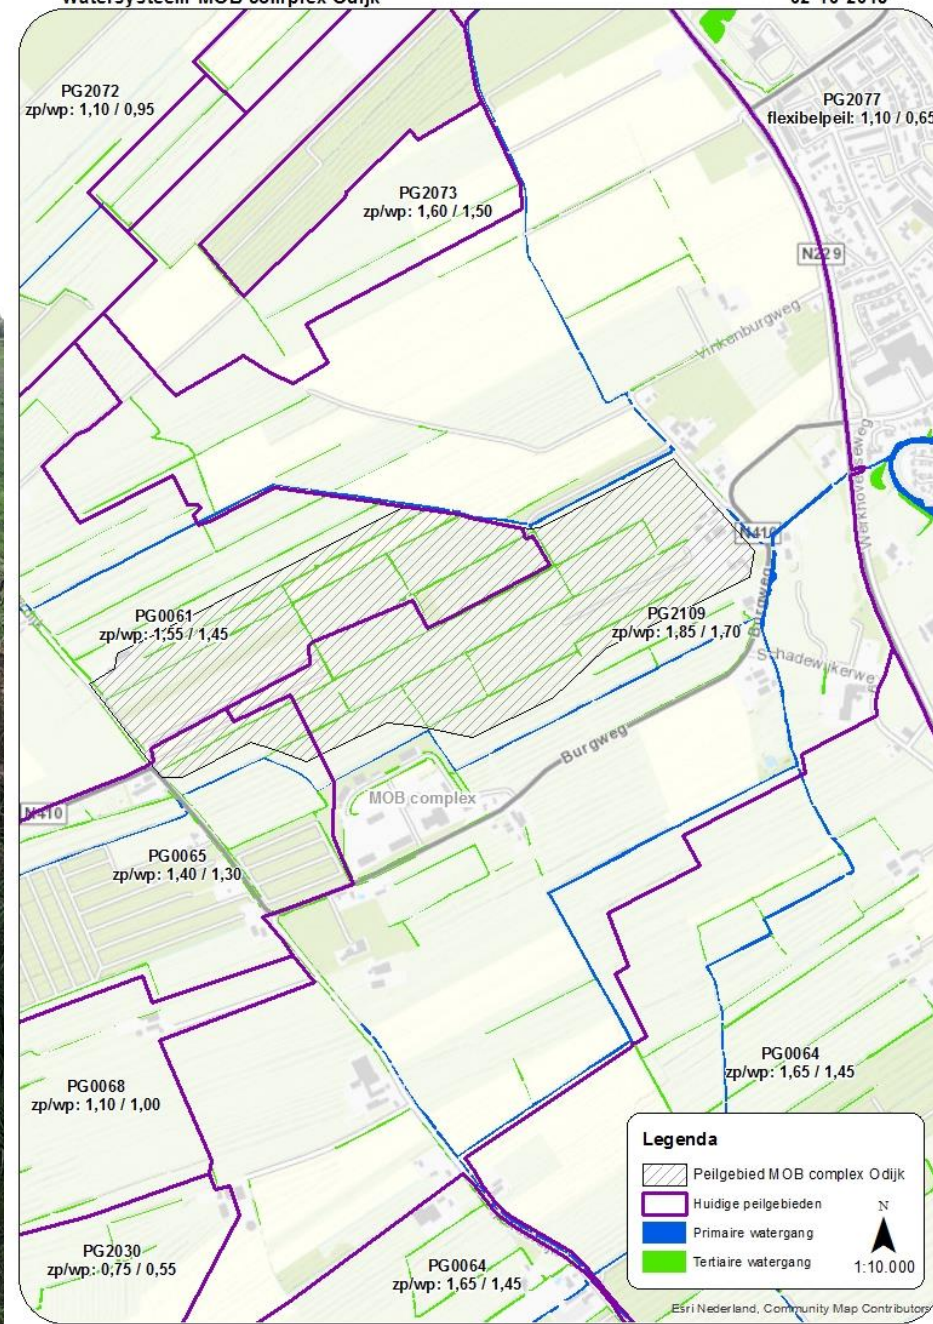 Watersysteem MOB complex Odijk
02-10-2018
PG2072
zp/wp: 1,10 / 0,95
PG2077
flexibelpeil: 1,10 / 0,65
PG2073
zp/wp: 1,60 / 1,50
N229
Vinkenburgweg
Werkhovenseweg
N410
PG0061
zp/wp: 1,55 / 1,45
PG2109
zp/wp: 1,85 / 1,70
Burgweg
Schadewijkerwe
Burgweg
MOB complex
N410
PG0065
zp/wp: 1,40 / 1,30
PG0064
zp/wp: 1,65 / 1,45
PG0068
zp/wp: 1,10 / 1,00
PG2030
zp/wp: 0,75 / 0,55
PG0064
zp/wp: 1,65 / 1,45
Legenda
Peilgebied MOB complex Odijk
Huidige peilgebieden
Primaire watergang
Tertiaire watergang
N
1:10.000
Esri Nederland, Community Map Contributors